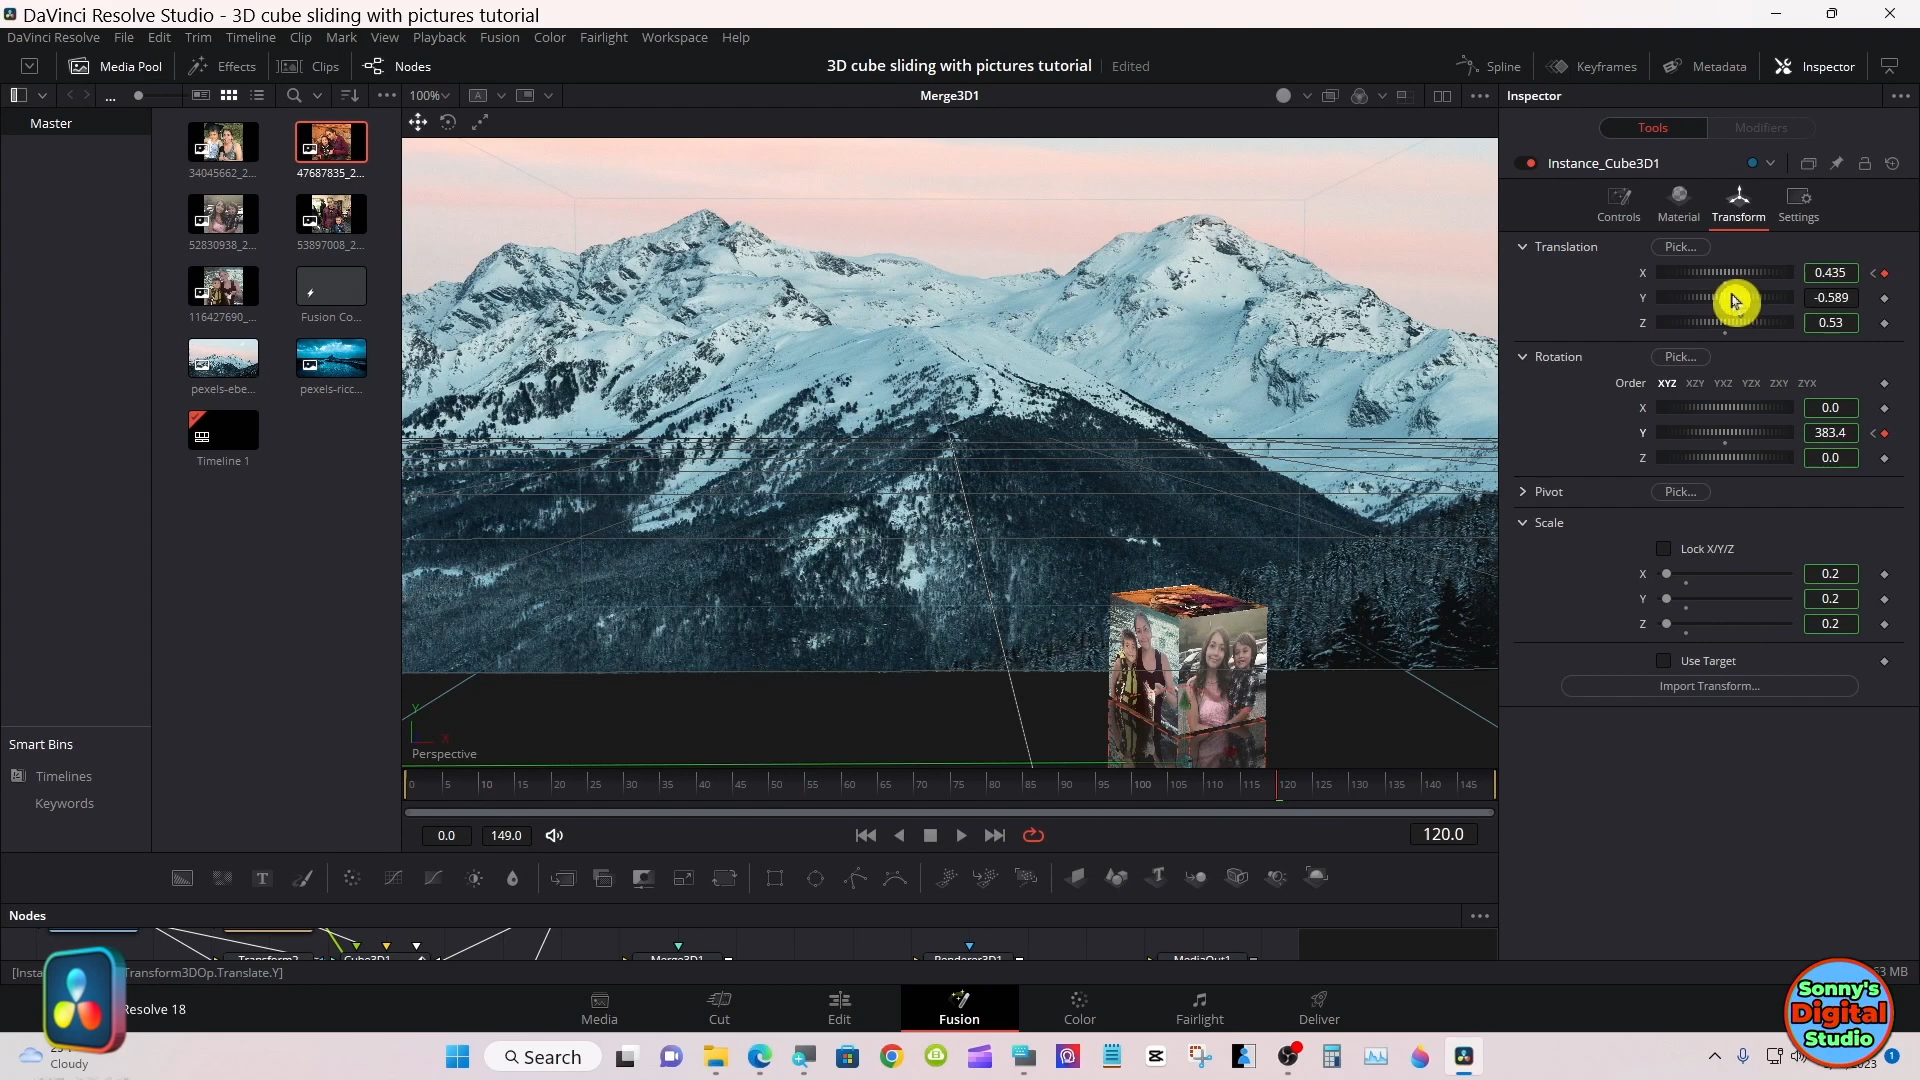 DaVinci Resolve Studio - 3D cube sliding with pictures tutorial
DaVinci Resolve File Edit Trim Timeline Clip Mark View Playback Fusion Color Fairlight Workspace Help
Media Pool Effects Clips Nodes
3D cube sliding with pictures tutorial Edited
Spline Keyframes Metadata Inspector
... 100% A Merge3D1
Inspector
Master
Tools Modifiers
Instance_Cube3D1
Controls Material Transform Settings
34045662_2... 47687835_2...
52830938_2... 53897008_2...
116427690_... Fusion Co...
pexels-ebe... pexels-ricc...
Timeline 1
Translation Pick...
X 0.435
Y -0.589
Z 0.53
Rotation Pick...
Order XYZ XZY YXZ YZX ZXY ZYX
X 0.0
Y 383.4
Z 0.0
Pivot Pick...
Scale
Lock X/Y/Z
X 0.2
Y 0.2
Z 0.2
Use Target
Import Transform...
Y
X
Perspective
Smart Bins
Timelines
Keywords
0 5 10 15 20 25 30 35 40 45 50 55 60 65 70 75 80 85 90 95 100 105 110 115 120 125 130 135 140 145
0.0 149.0 120.0
Nodes
Transform2 Cube3D1 Merge3D1 Renderer3D1 MediaOut1
[Insta Transform3DOp.Translate.Y]
63 MB
Resolve 18
Media Cut Edit Fusion Color Fairlight Deliver
Sonny's
Digital
Studio
Search
Cloudy
2023
1